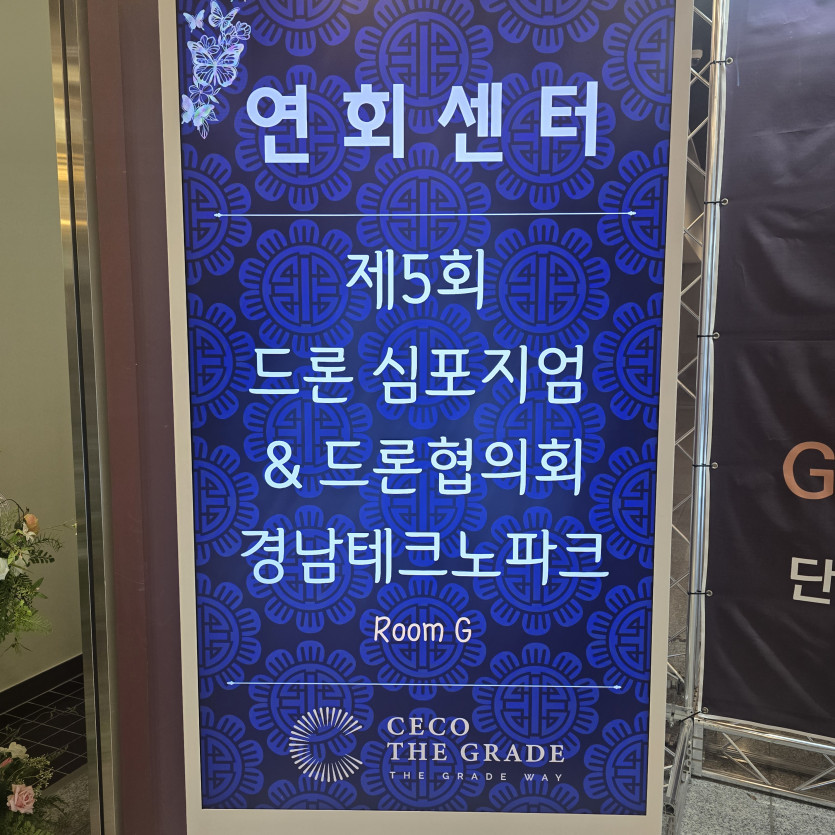 연회센터
제5회
드론 심포지엄
& 드론협의회
경남테크노파크
Room G
CECO
THE GRADE
THE GRADE WAY
G
단